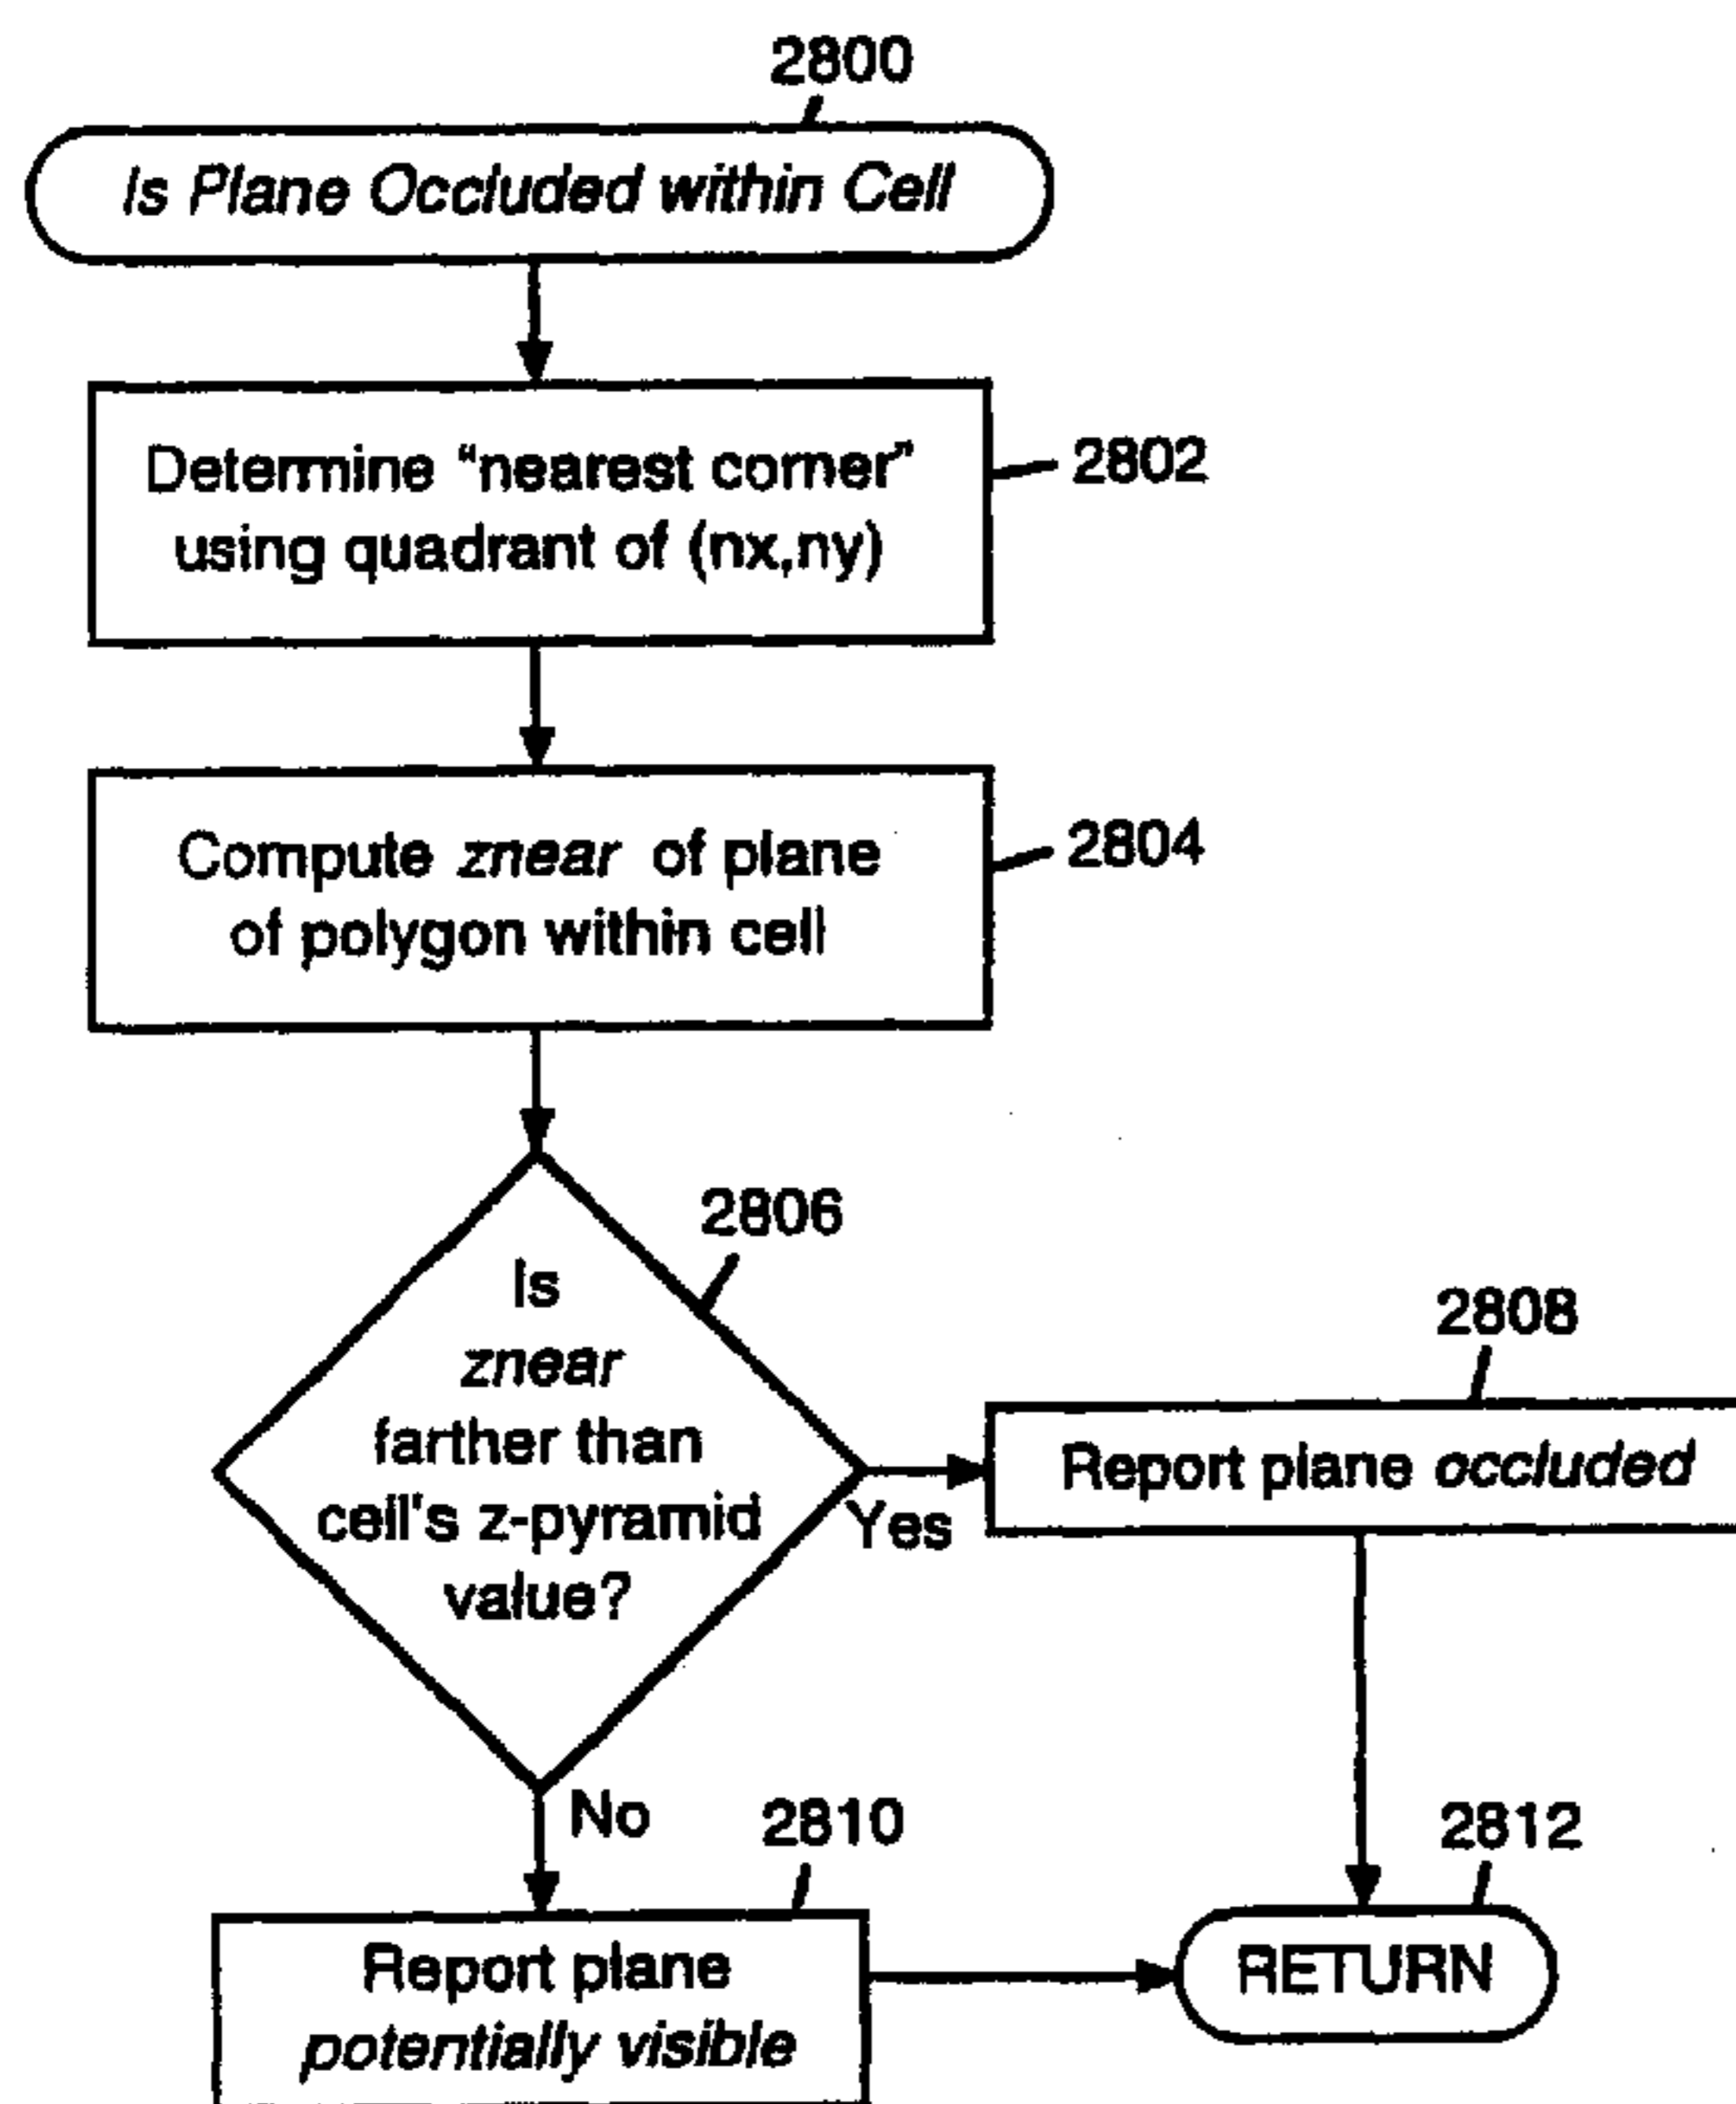 2800
Is Plane Occluded within Cell
Determine “nearest corner”
using quadrant of (nx,ny)
2802
Compute znear of plane
of polygon within cell
2804
2806
Is
znear
farther than
cell's z-pyramid
value?
Yes
2808
Report plane occluded
No
2810
Report plane
potentially visible
2812
RETURN